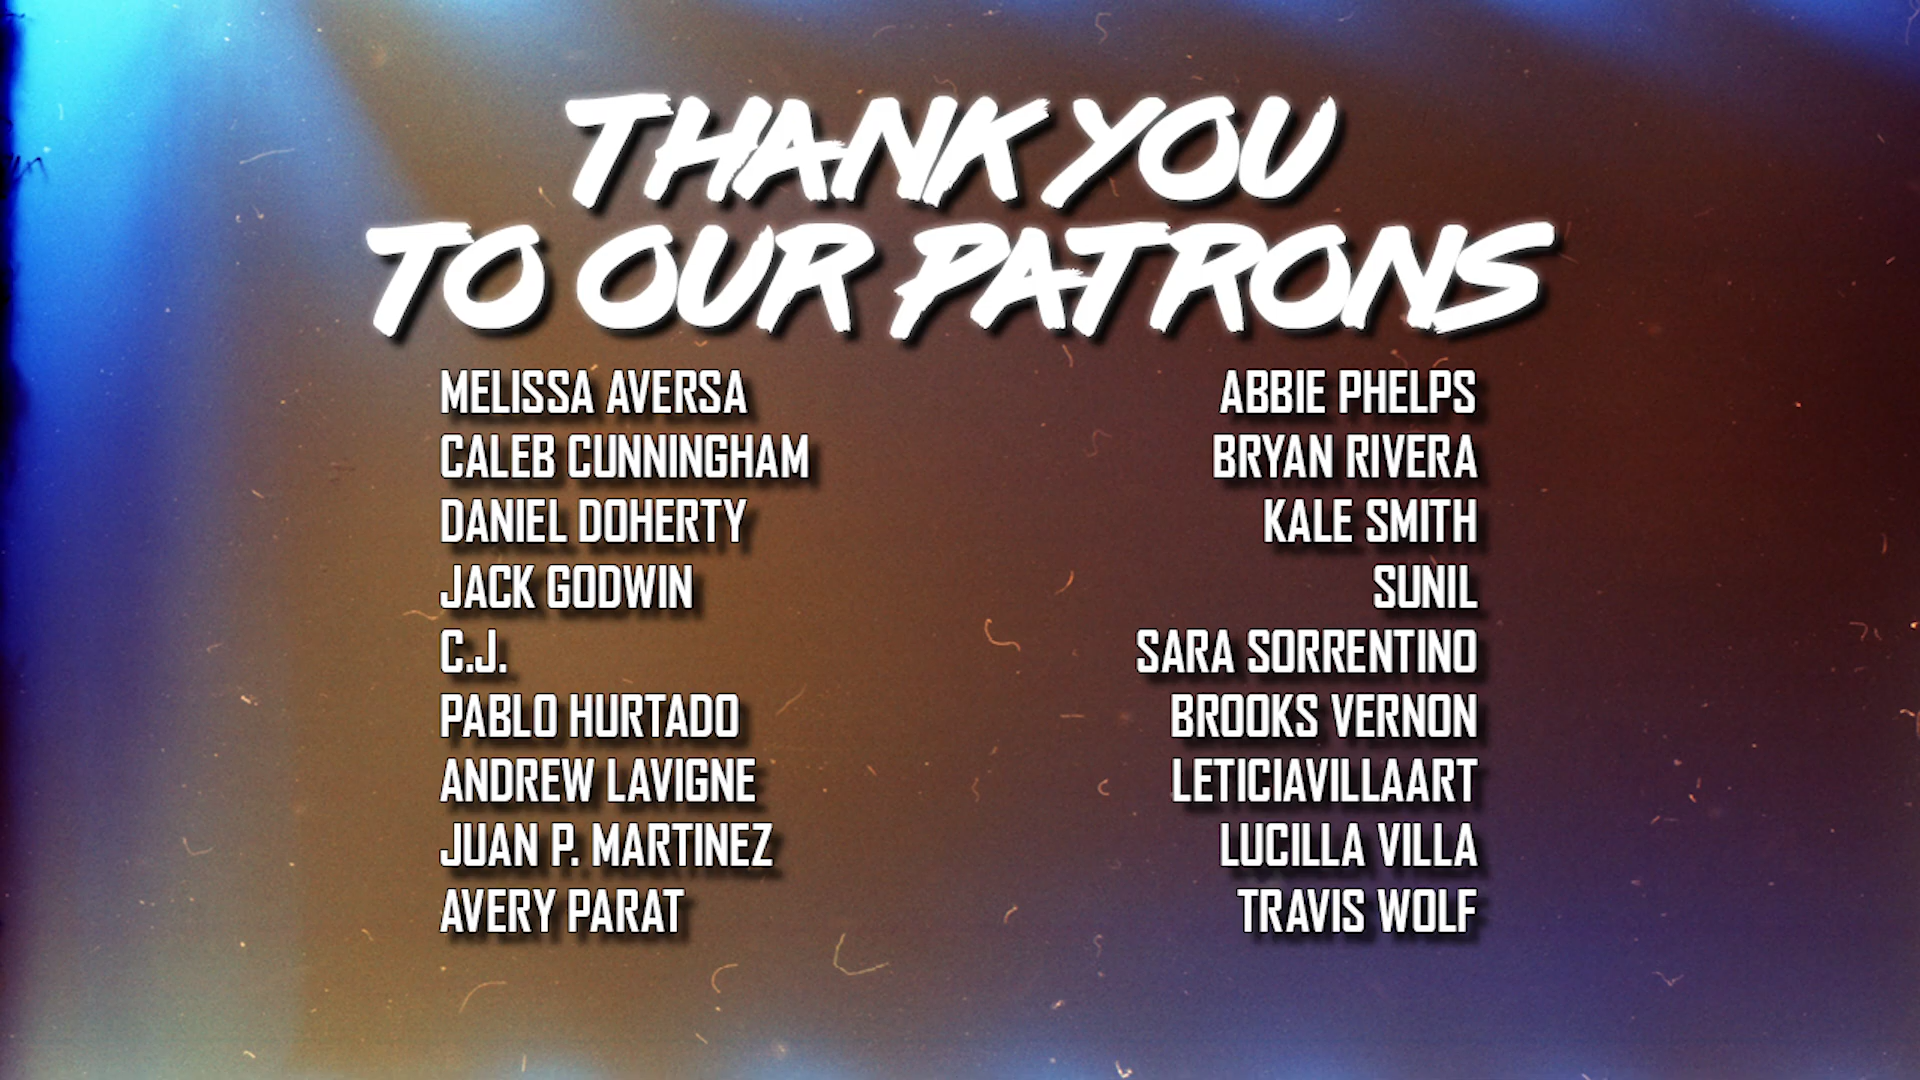 THANK YOU
TO OUR PATRONS
MELISSA AVERSA
CALEB CUNNINGHAM
DANIEL DOHERTY
JACK GODWIN
C.J.
PABLO HURTADO
ANDREW LAVIGNE
JUAN P. MARTINEZ
AVERY PARAT
ABBIE PHELPS
BRYAN RIVERA
KALE SMITH
SUNIL
SARA SORRENTINO
BROOKS VERNON
LETICIAVILLAART
LUCILLA VILLA
TRAVIS WOLF